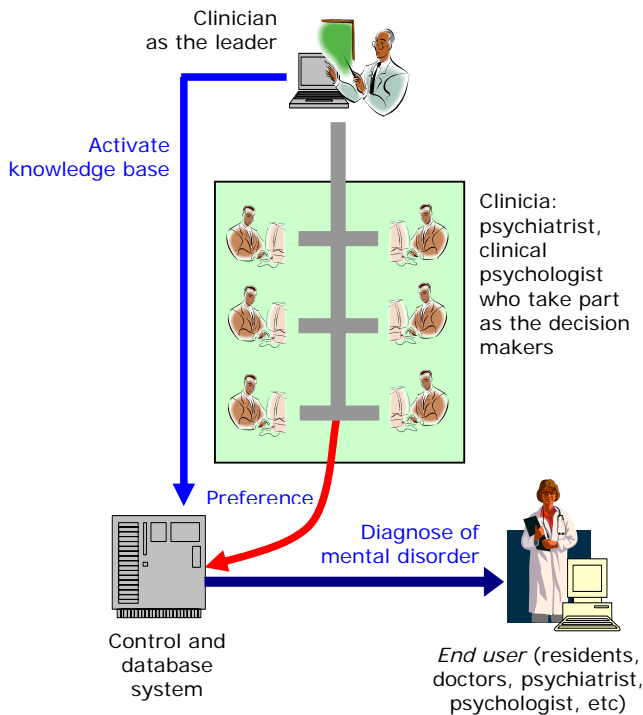 Clinician
as the leader
Activate
knowledge base
Clinicia:
psychiatrist,
clinical
psychologist
who take part
as the decision
makers
Preference
Diagnose of
mental disorder
Control and
database
system
End user (residents,
doctors, psychiatrist,
psychologist, etc)